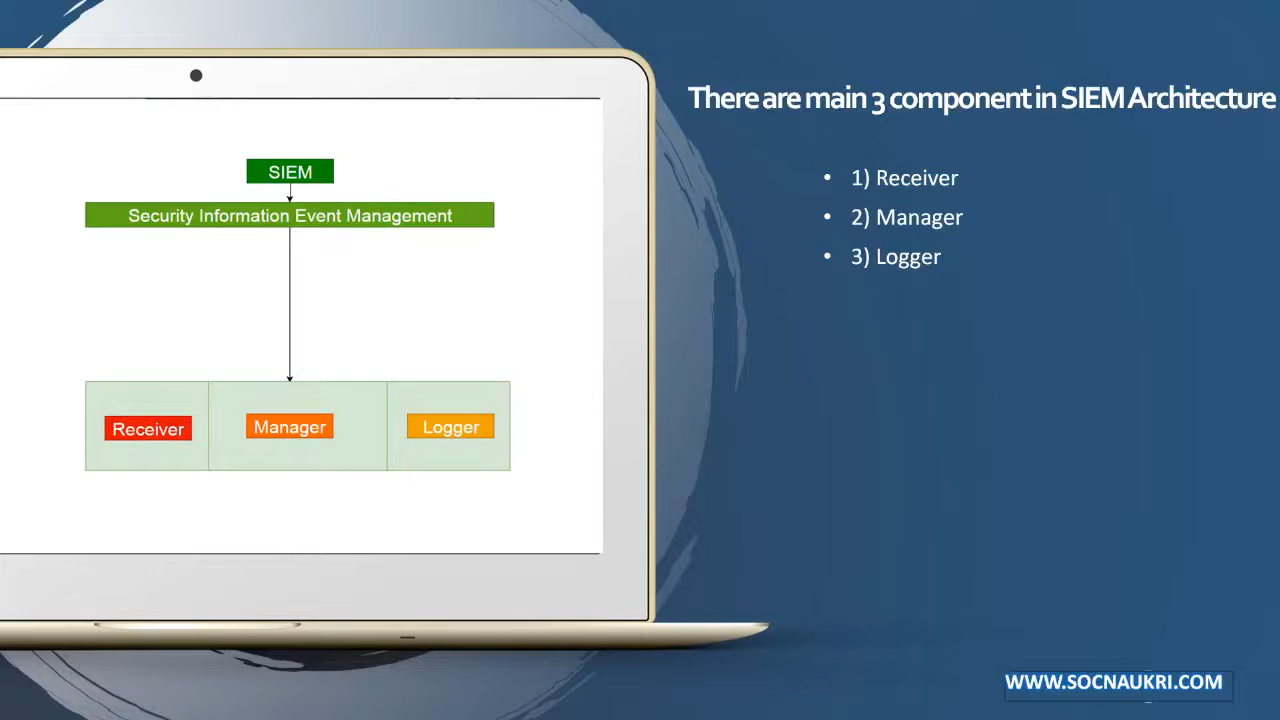 There are main 3 component in SIEM Architecture
• 1) Receiver
• 2) Manager
• 3) Logger
SIEM
Security Information Event Management
Receiver
Manager
Logger
WWW.SOCNAUKRI.COM